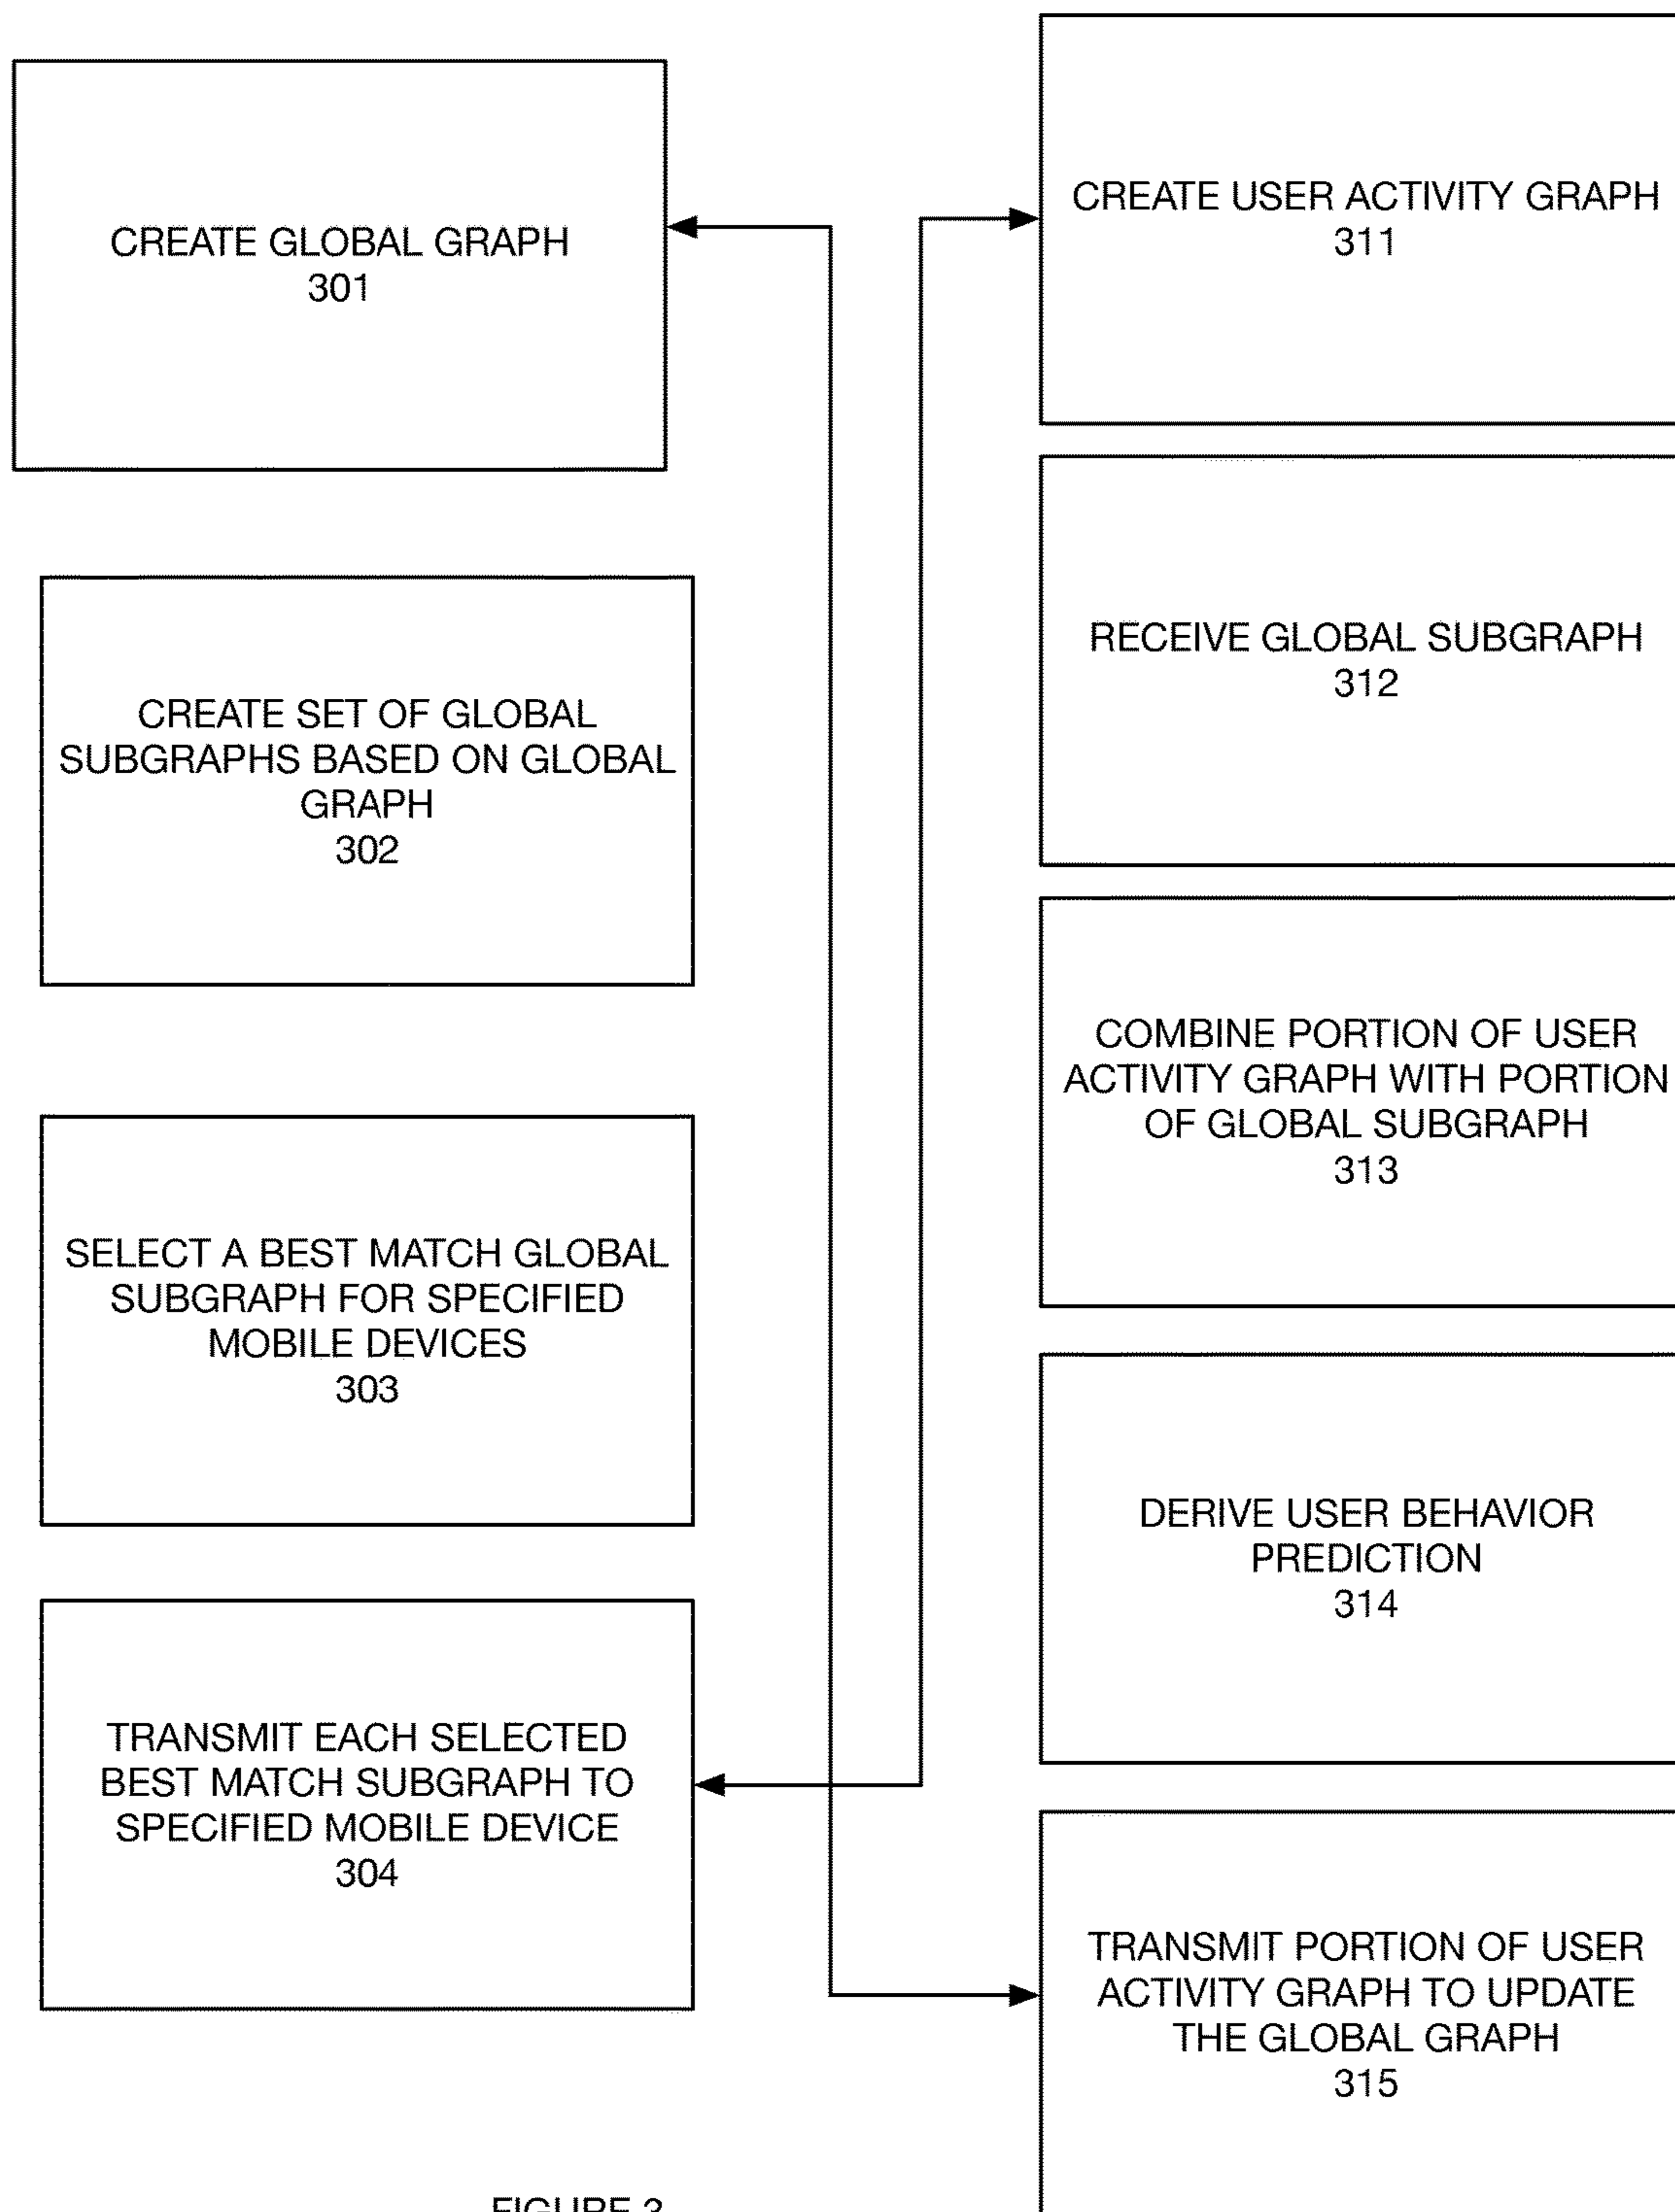 CREATE GLOBAL GRAPH
301
CREATE SET OF GLOBAL
SUBGRAPHS BASED ON GLOBAL
GRAPH
302
SELECT A BEST MATCH GLOBAL
SUBGRAPH FOR SPECIFIED
MOBILE DEVICES
303
TRANSMIT EACH SELECTED
BEST MATCH SUBGRAPH TO
SPECIFIED MOBILE DEVICE
304
CREATE USER ACTIVITY GRAPH
311
RECEIVE GLOBAL SUBGRAPH
312
COMBINE PORTION OF USER
ACTIVITY GRAPH WITH PORTION
OF GLOBAL SUBGRAPH
313
DERIVE USER BEHAVIOR
PREDICTION
314
TRANSMIT PORTION OF USER
ACTIVITY GRAPH TO UPDATE
THE GLOBAL GRAPH
315
FIGURE 3